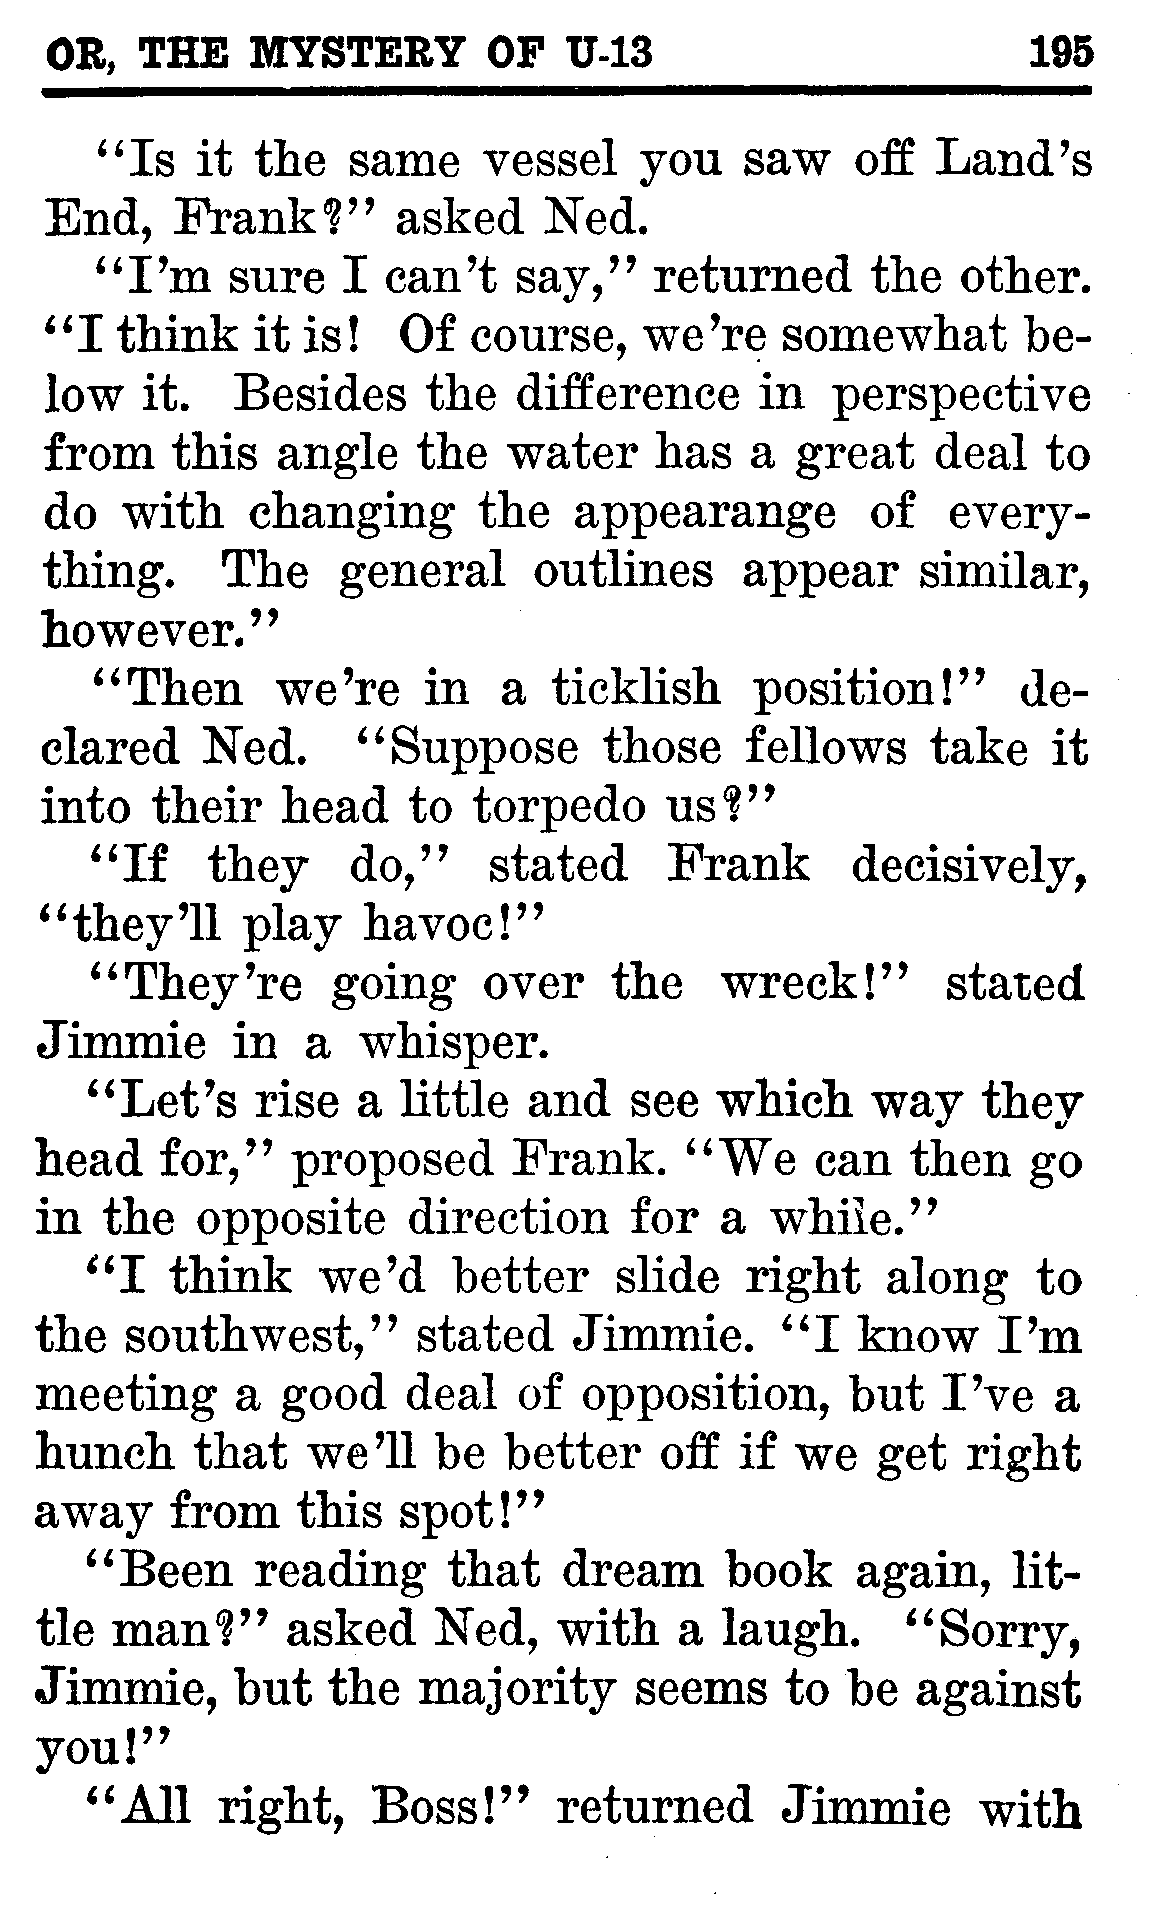 OR, THE MYSTERY OF U-13 195
"Is it the same vessel you saw off Land's
End, Frank?" asked Ned.
"I'm sure I can't say," returned the other.
"I think it is! Of course, we're somewhat be-
low it. Besides the difference in perspective
from this angle the water has a great deal to
do with changing the appearange of every-
thing. The general outlines appear similar,
however."
"Then we're in a ticklish position!" de-
clared Ned. "Suppose those fellows take it
into their head to torpedo us?"
"If they do," stated Frank decisively,
"they'll play havoc!"
"They're going over the wreck!" stated
Jimmie in a whisper.
"Let's rise a little and see which way they
head for," proposed Frank. "We can then go
in the opposite direction for a while."
"I think we'd better slide right along to
the southwest," stated Jimmie. "I know I'm
meeting a good deal of opposition, but I've a
hunch that we'll be better off if we get right
away from this spot!"
"Been reading that dream book again, lit-
tle man?" asked Ned, with a laugh. "Sorry,
Jimmie, but the majority seems to be against
you!"
"All right, Boss!" returned Jimmie with